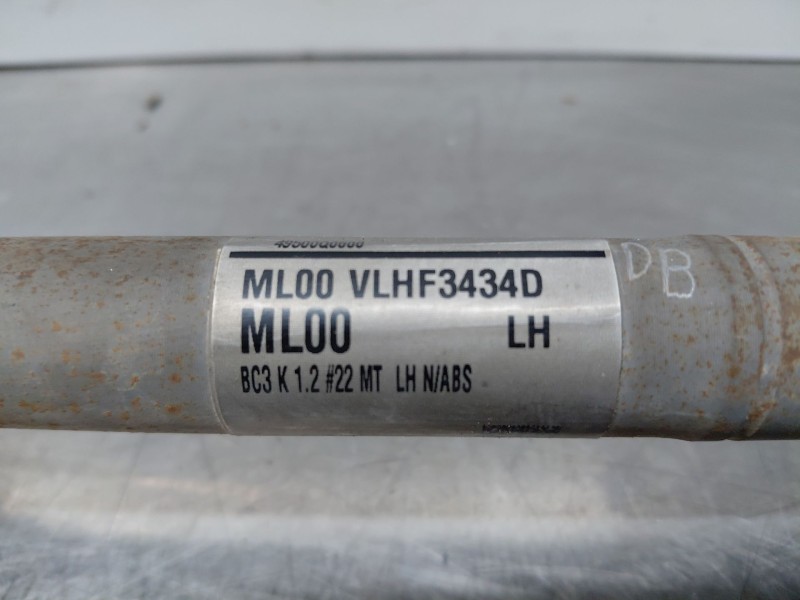 ML00 VLHF3434D
DB
ML00 LH
BC3 K 1.2 #22 MT LH N/ABS